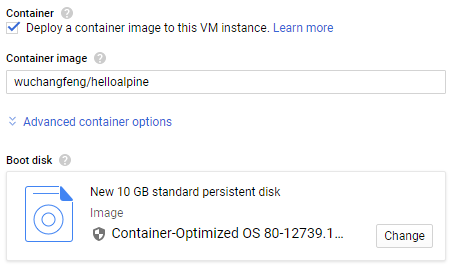 Container
Deploy a container image to this VM instance. Learn more
Container image
wuchangfeng/helloalpine
Advanced container options
Boot disk
New 10 GB standard persistent disk
Image
Container-Optimized OS 80-12739.1...
Change